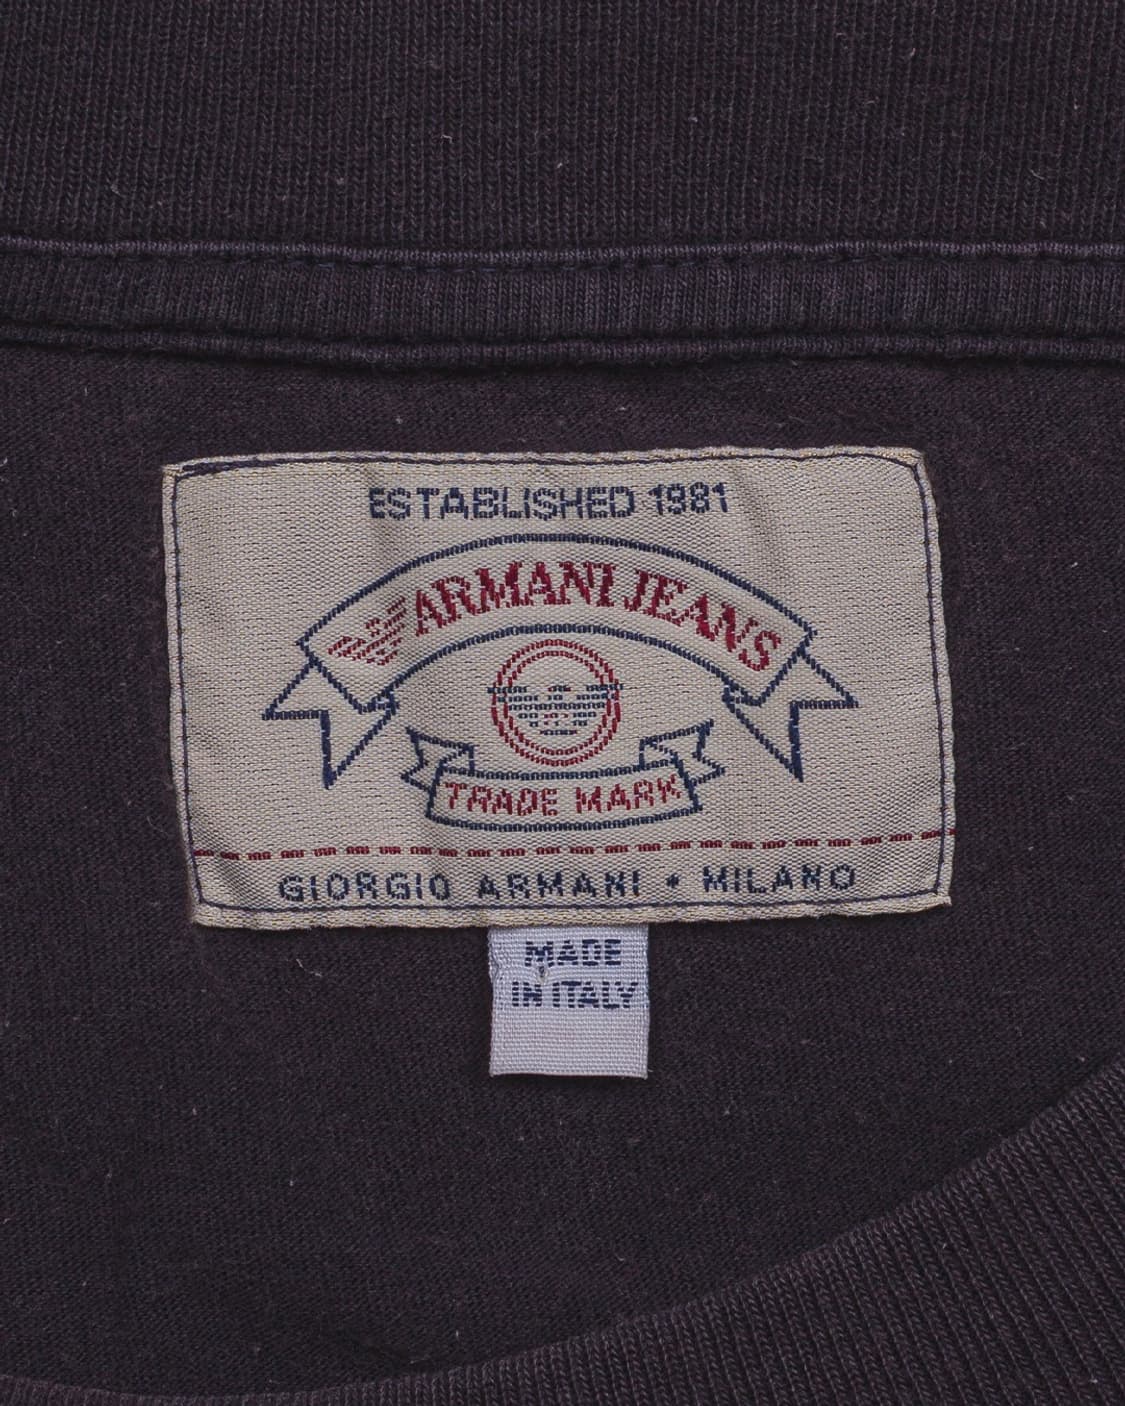 ESTABLISHED 1981
ARMANI JEANS
TRADE MARK
GIORGIO ARMANI • MILANO
MADE
IN ITALY